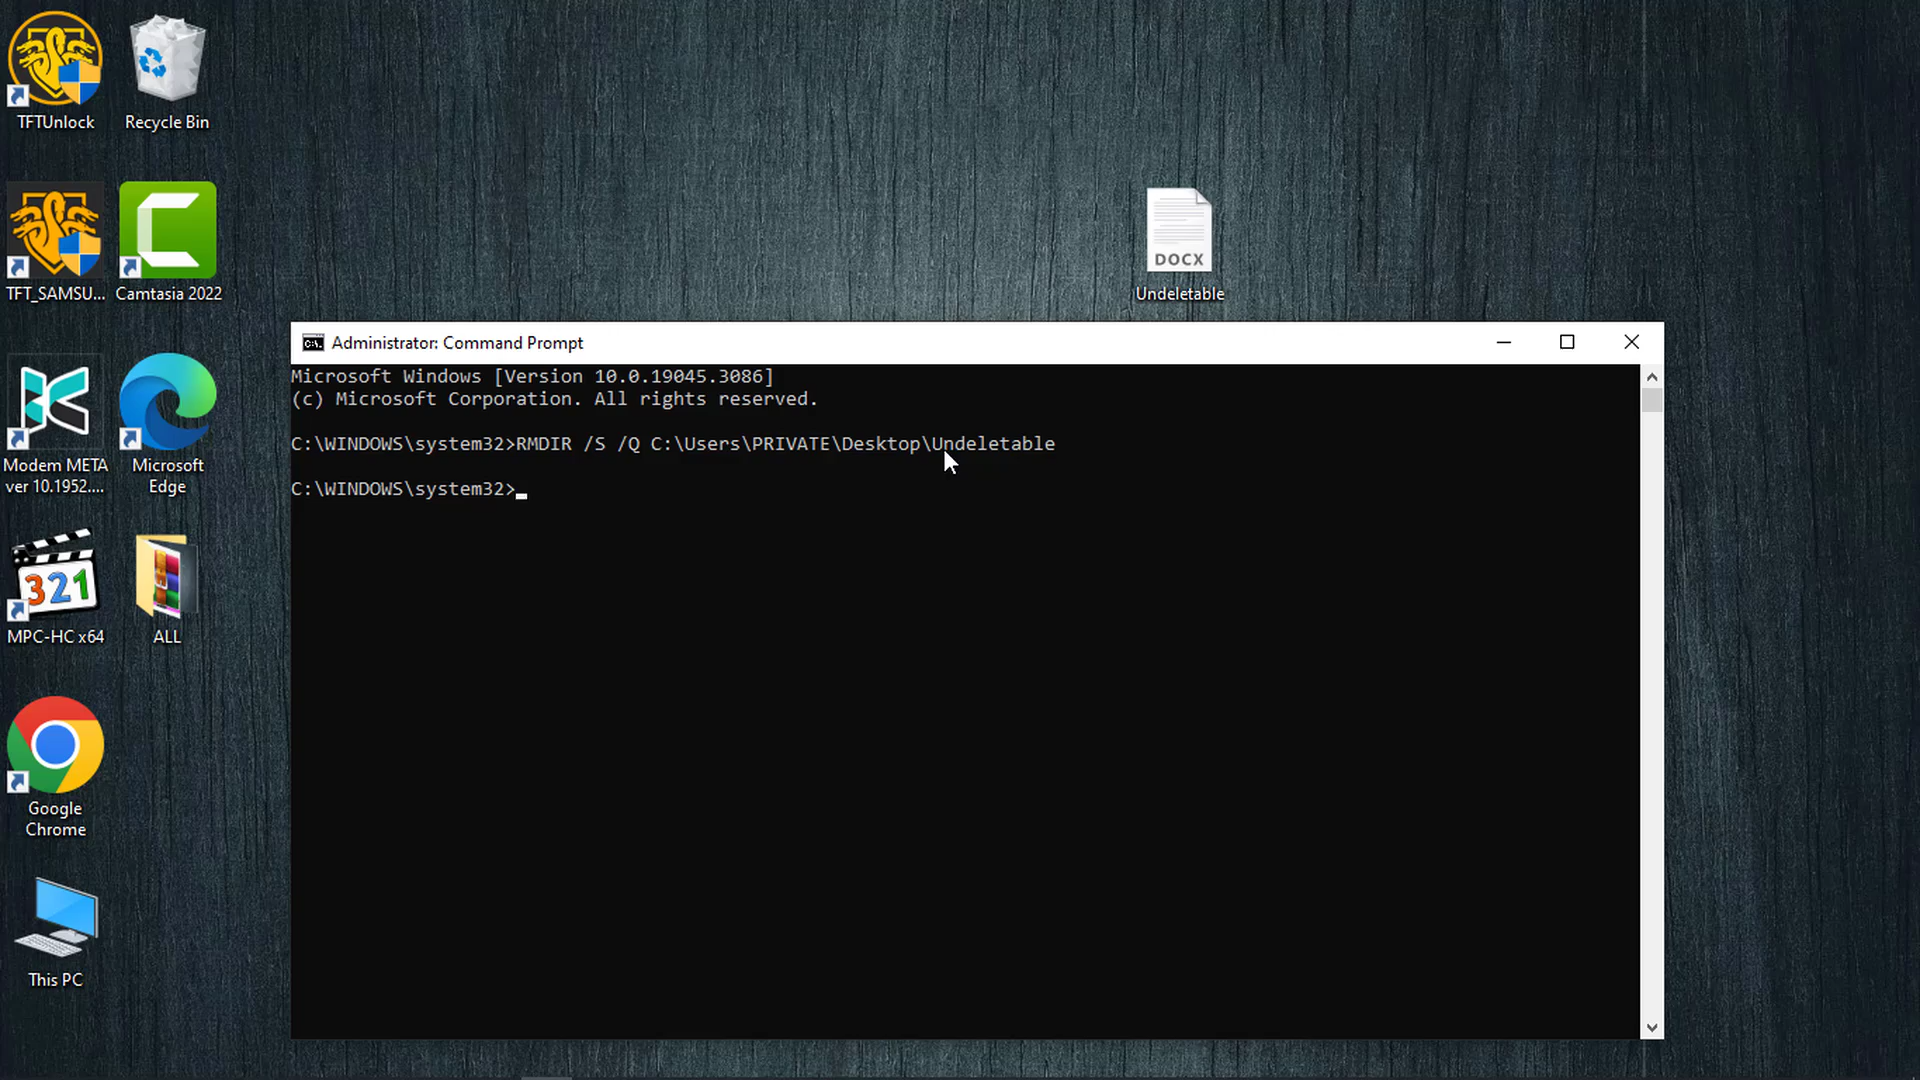 TFTUnlock
Recycle Bin
TFT_SAMSU...
Camtasia 2022
DOCX
Undeletable
Administrator: Command Prompt
Microsoft Windows [Version 10.0.19045.3086]
(c) Microsoft Corporation. All rights reserved.
C:\WINDOWS\system32>RMDIR /S /Q C:\Users\PRIVATE\Desktop\Undeletable
C:\WINDOWS\system32>
Modem META
ver 10.1952....
Microsoft
Edge
321
MPC-HC x64
ALL
Google
Chrome
This PC